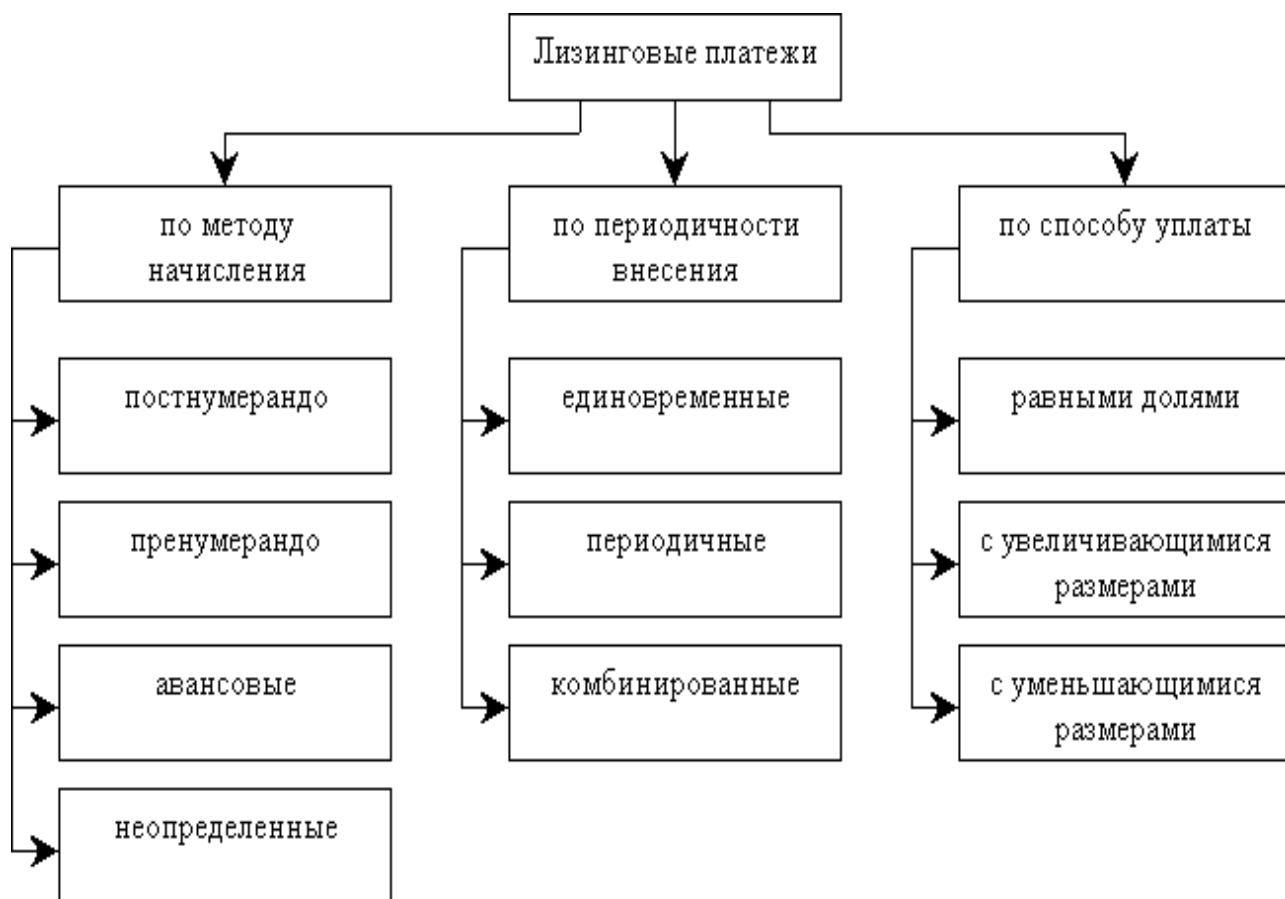 Лизинговые платежи
по методу
начисления
по периодичности
внесения
по способу уплаты
постнумерандо
единовременные
равными долями
пренумерандо
периодичные
с увеличивающимися
размерами
авансовые
комбинированные
с уменьшающимися
размерами
неопределенные